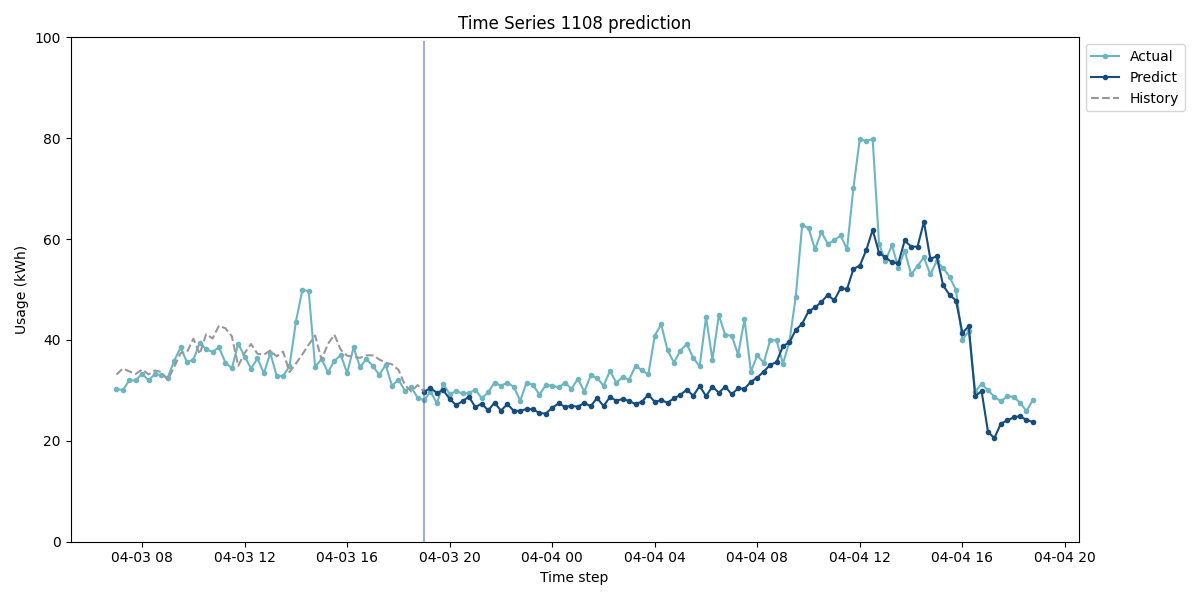 Time Series 1108 prediction
Usage (kWh)
100
80
60
40
20
0
04-03 08
04-03 12
04-03 16
04-03 20
04-04 00
04-04 04
04-04 08
04-04 12
04-04 16
04-04 20
Time step
Actual
Predict
History